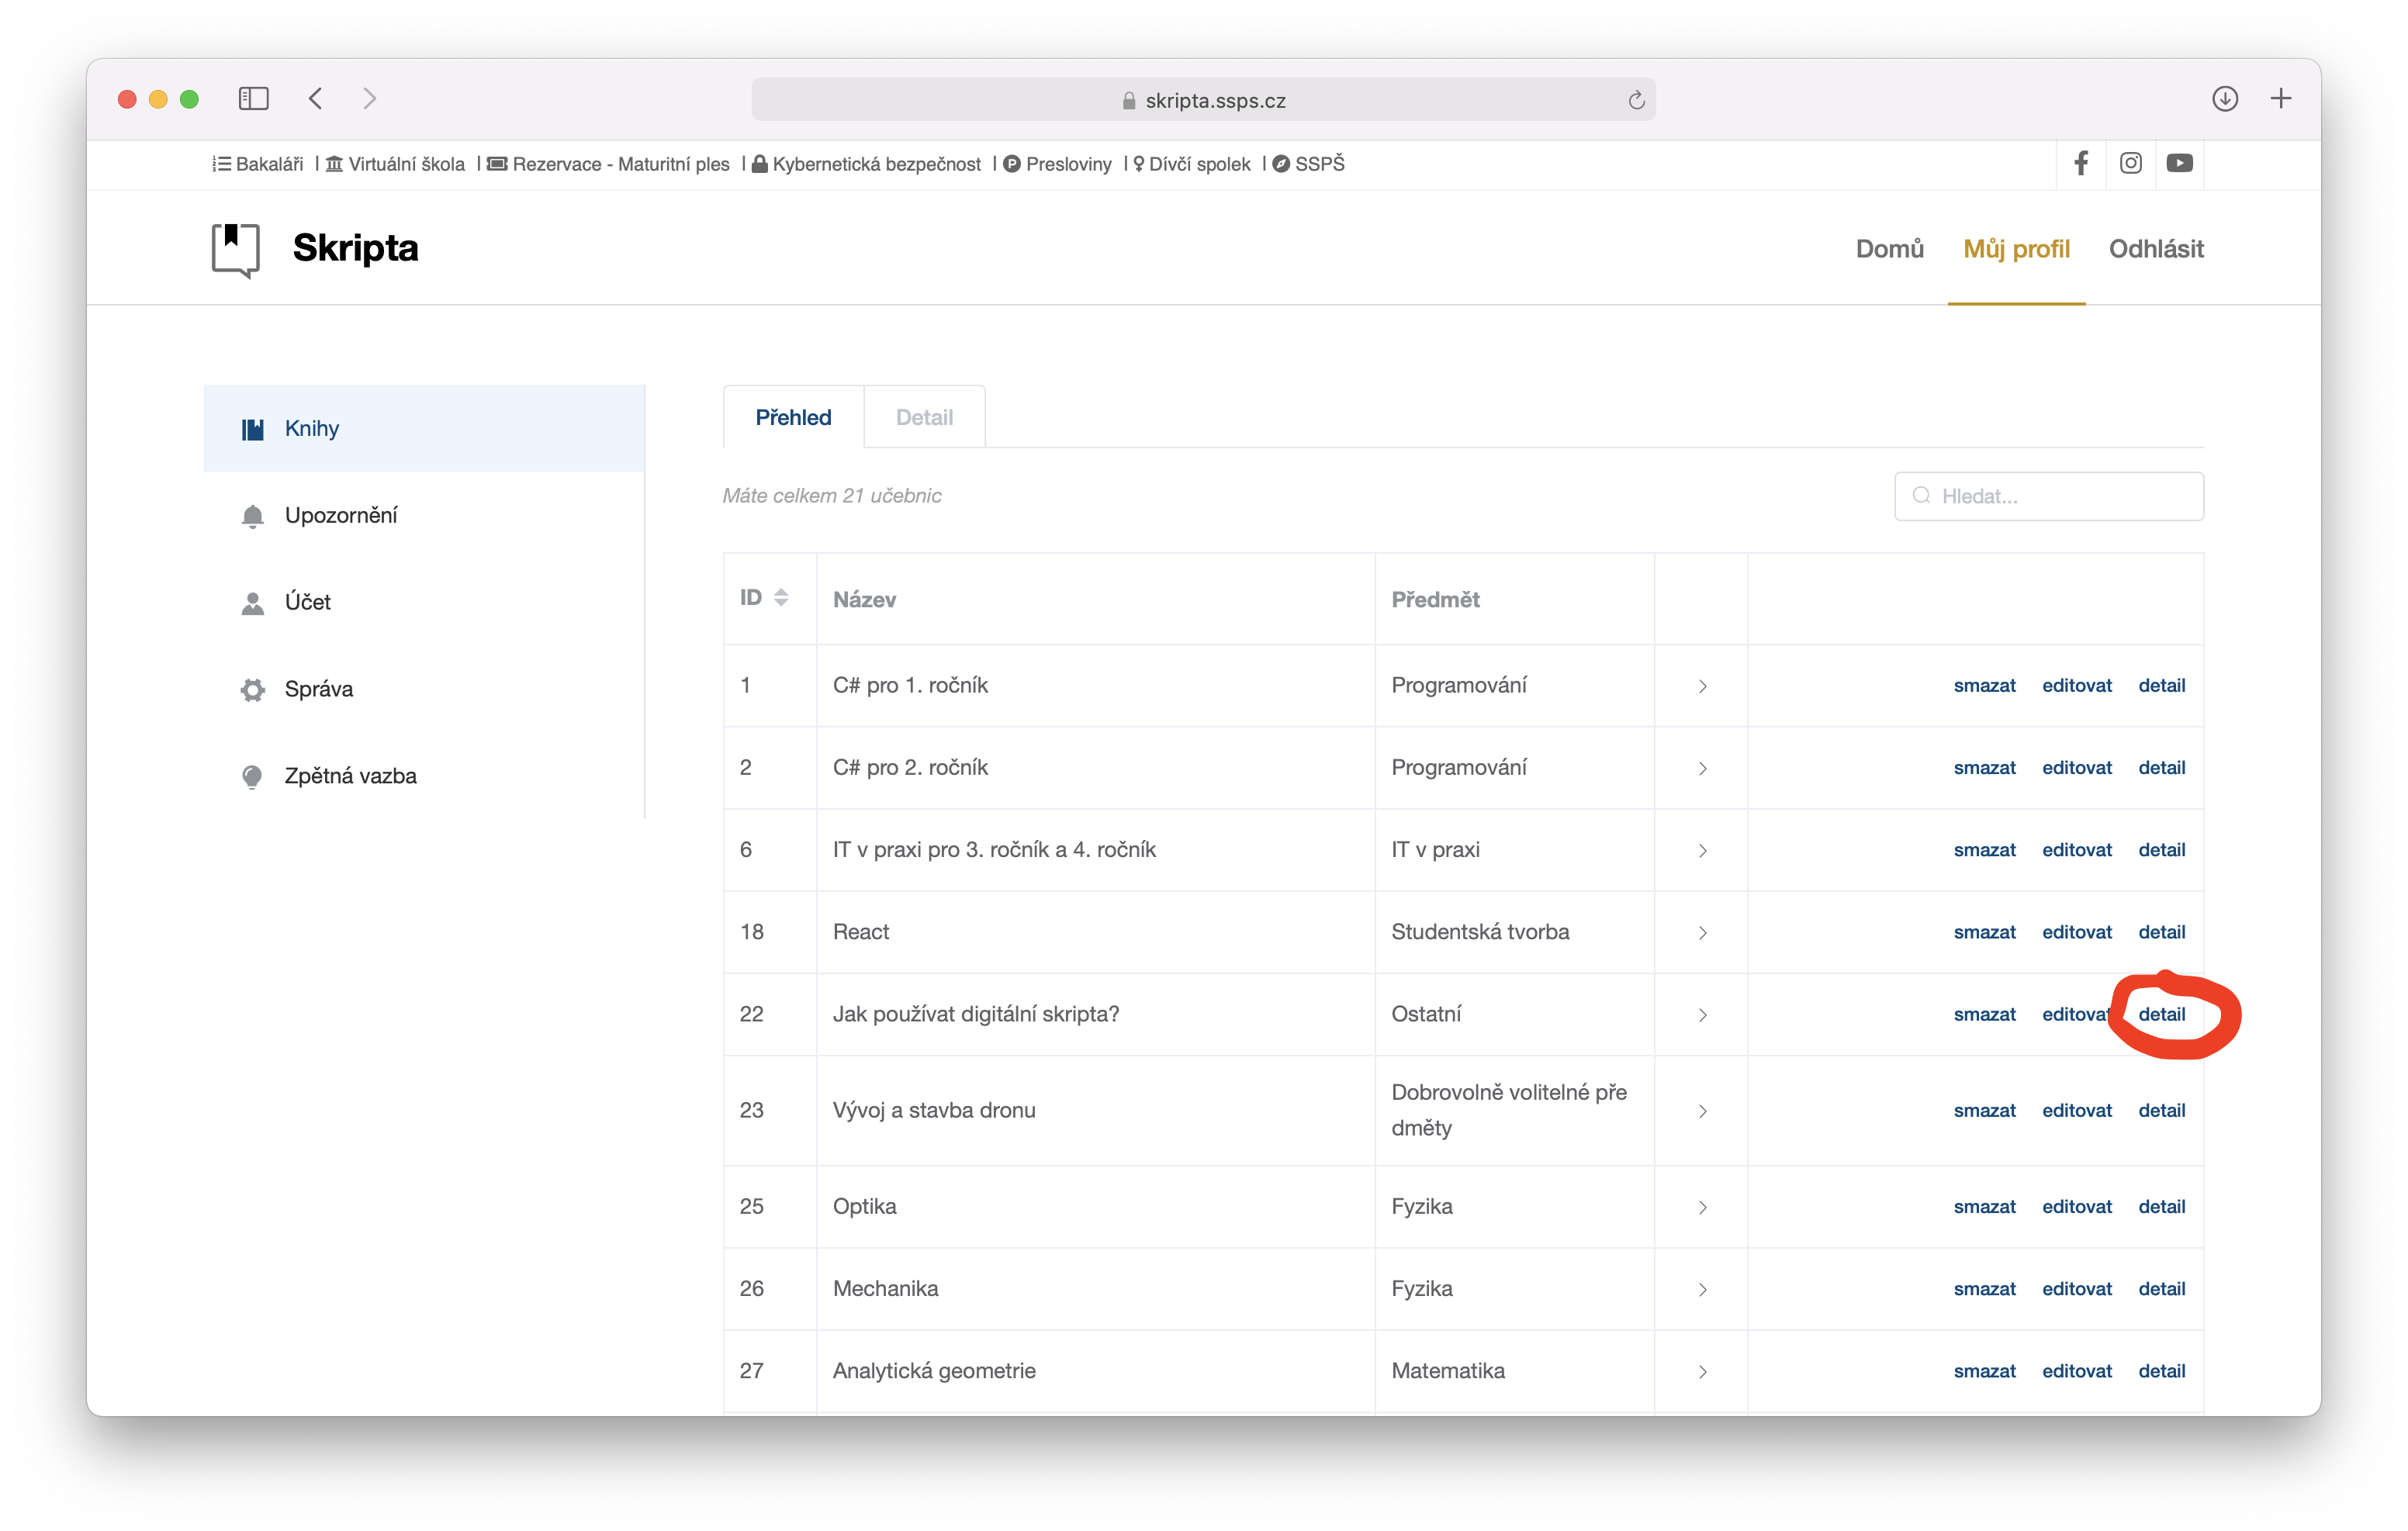 skripta.ssps.cz
Bakaláři | Virtuální škola | Rezervace - Maturitní ples | Kybernetická bezpečnost | Presloviny | Dívčí spolek | SSPŠ
Skripta
Domů Můj profil Odhlásit
Knihy
Upozornění
Účet
Správa
Zpětná vazba
Přehled Detail
Máte celkem 21 učebnic
Hledat...
ID Název Předmět
1 C# pro 1. ročník Programování smazat editovat detail
2 C# pro 2. ročník Programování smazat editovat detail
6 IT v praxi pro 3. ročník a 4. ročník IT v praxi smazat editovat detail
18 React Studentská tvorba smazat editovat detail
22 Jak používat digitální skripta? Ostatní smazat editovat detail
23 Vývoj a stavba dronu Dobrovolně volitelné pře
dměty smazat editovat detail
25 Optika Fyzika smazat editovat detail
26 Mechanika Fyzika smazat editovat detail
27 Analytická geometrie Matematika smazat editovat detail